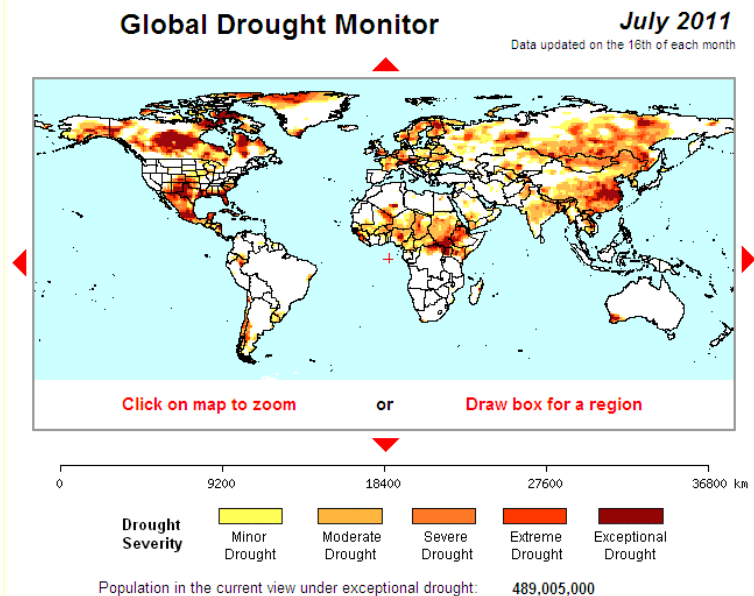 Global Drought Monitor
July 2011
Data updated on the 16th of each month
Click on map to zoom or Draw box for a region
0 9200 18400 27600 36800 km
Drought Severity
Minor Drought
Moderate Drought
Severe Drought
Extreme Drought
Exceptional Drought
Population in the current view under exceptional drought: 489,005,000